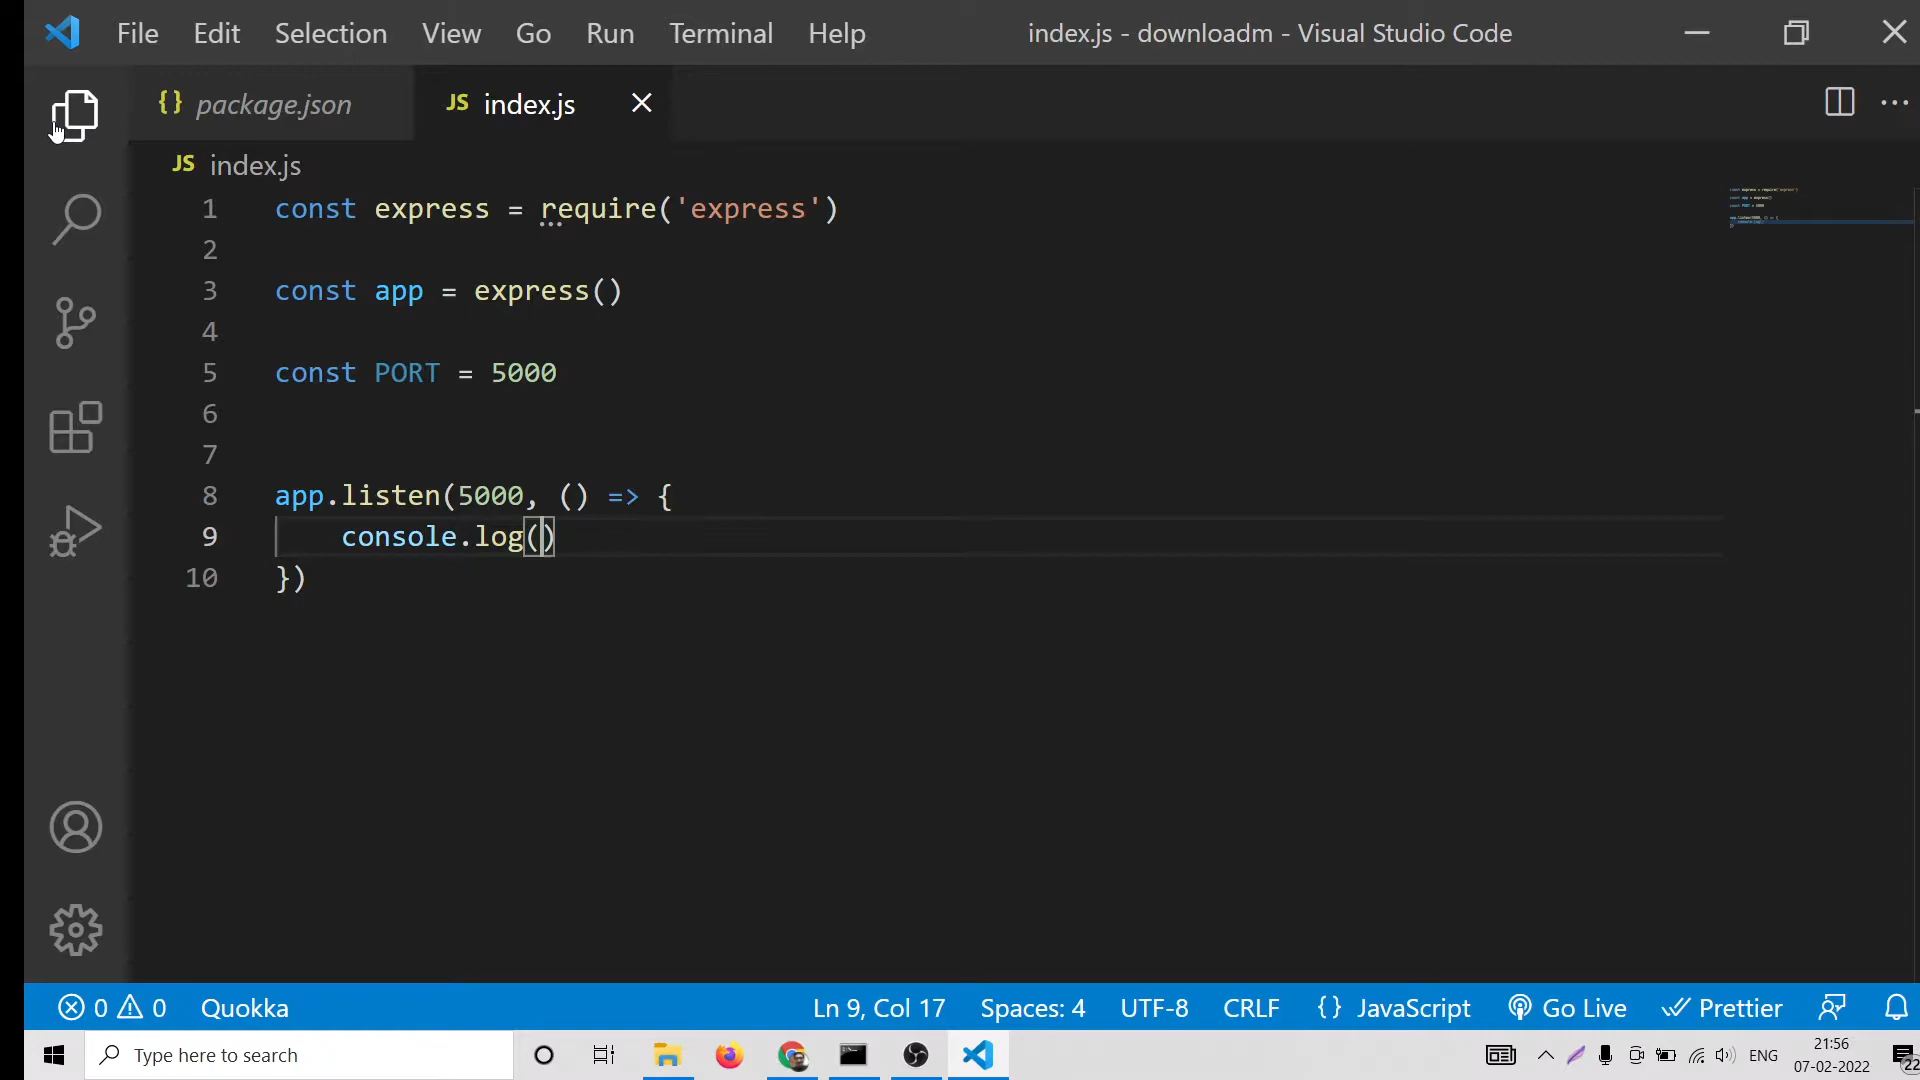 File Edit Selection View Go Run Terminal Help index.js - downloadm - Visual Studio Code
{} package.json JS index.js
JS index.js
1 const express = require('express')
2
3 const app = express()
4
5 const PORT = 5000
6
7
8 app.listen(5000, () => {
9 console.log()
10 })
0 0 Quokka Ln 9, Col 17 Spaces: 4 UTF-8 CRLF {} JavaScript Go Live Prettier
Type here to search ENG 21:56
07-02-2022 22